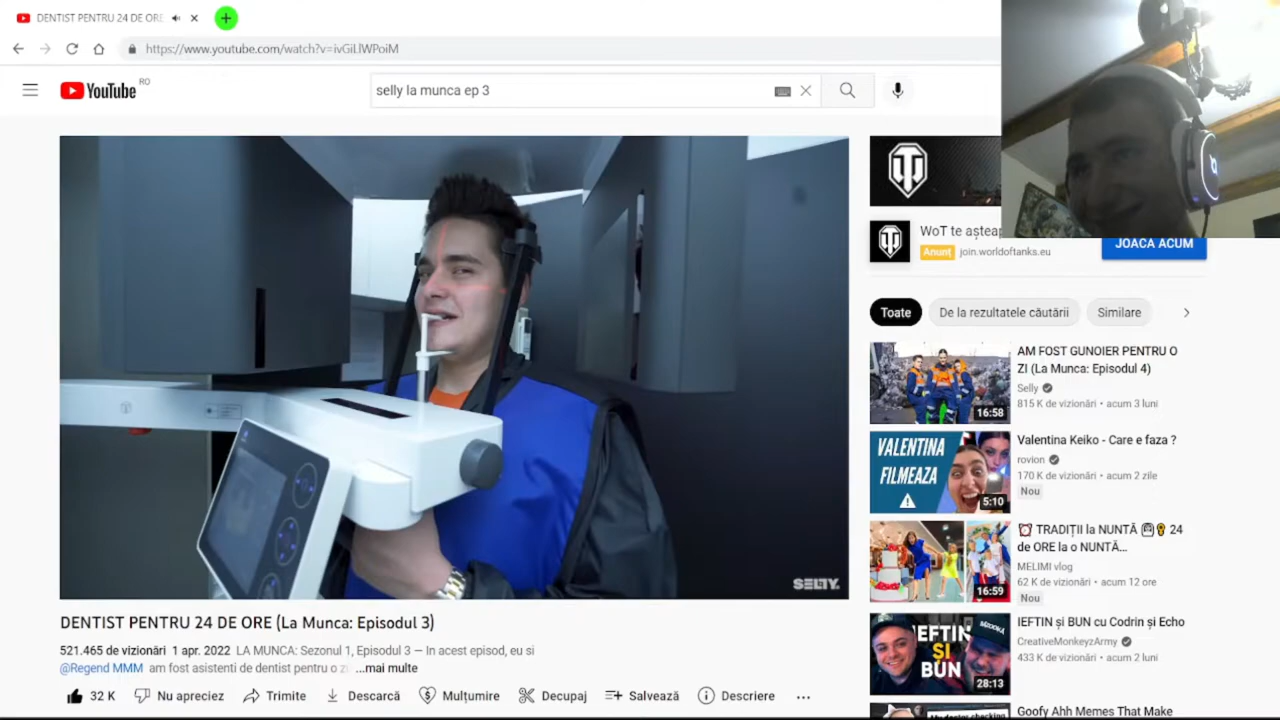 DENTIST PENTRU 24 DE ORE
https://www.youtube.com/watch?v=ivGiLlWPoiM
YouTube RO
selly la munca ep 3
SELTY.
DENTIST PENTRU 24 DE ORE (La Munca: Episodul 3)
521.465 de vizionări 1 apr. 2022 LA MUNCA: Sezonul 1, Epis. 3 – In acest episod, eu si
@Regend MMM am fost asistenti de dentist pentru o zi ...mai multe
32 K Nu apreciez Descarcă Mulțumire Decupaj Salvează Descriere
WoT te
JOACĂ ACUM
Anunț join.worldoftanks.eu
Toate De la rezultatele căutării Similare
AM FOST GUNOIER PENTRU O
ZI (La Munca: Episodul 4)
Selly
815 K de vizionări • acum 3 luni
16:58
VALENTINA
FILMEAZA
5:10
Valentina Keiko - Care e faza ?
rovion
170 K de vizionări • acum 2 zile
Nou
16:59
TRADIȚII la NUNTĂ 24
de ORE la o NUNTĂ...
MELIMI vlog
62 K de vizionări • acum 12 ore
Nou
IEFTIN
ȘI
BUN
28:13
IEFTIN și BUN cu Codrin și Echo
CreativeMonkeyzArmy
433 K de vizionări • acum 2 luni
My doctor checking
Goofy Ahh Memes That Make